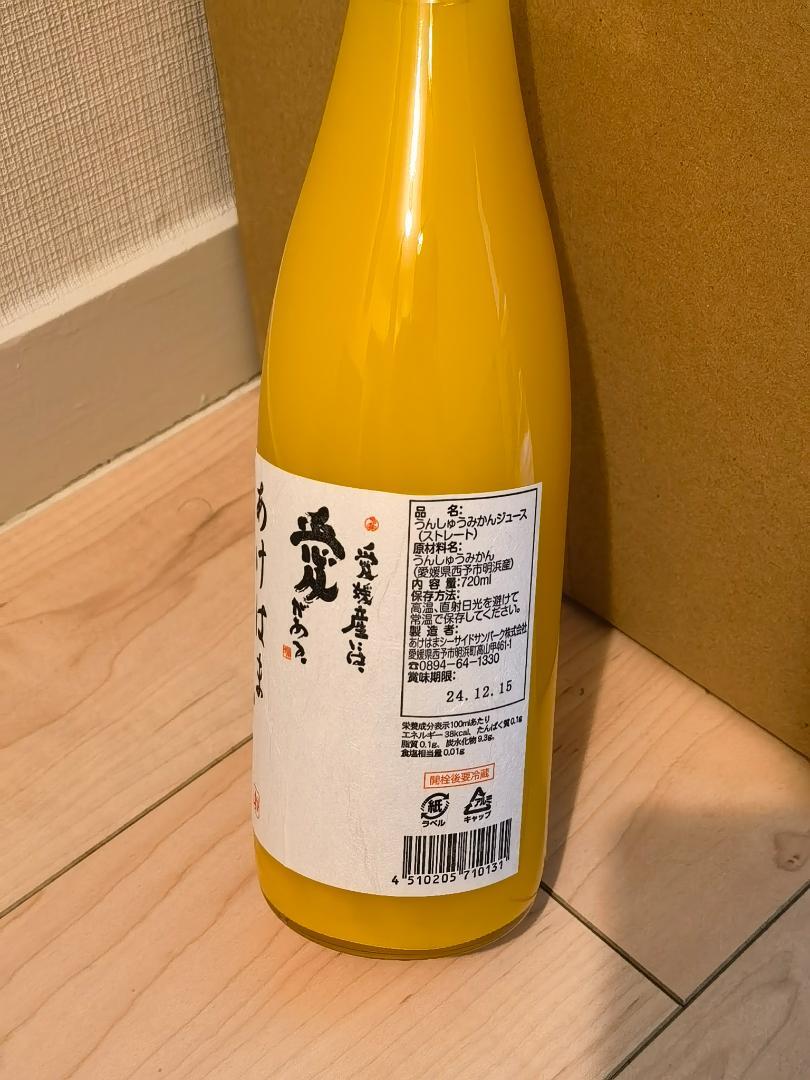 あけはま
愛媛産には、
愛がある。
品　名:
うんしゅうみかんジュース
(ストレート)
原材料名:
うんしゅうみかん
(愛媛県西予市明浜産)
内 容 量:720ml
保存方法:
高温、直射日光を避けて
常温で保存してください。
製 造 者:
あけはまシーサイドサンパーク株式会社
愛媛県西予市明浜町高山甲461-1
☎0894-64-1330
賞味期限:
24.12.15
栄養成分表示100mlあたり
エネルギー 38kcal、たんぱく質 0.1g
脂質 0.1g、炭水化物 9.3g、
食塩相当量 0.01g
開栓後要冷蔵
紙
ラベル
アルミ
キャップ
4 510205 710131